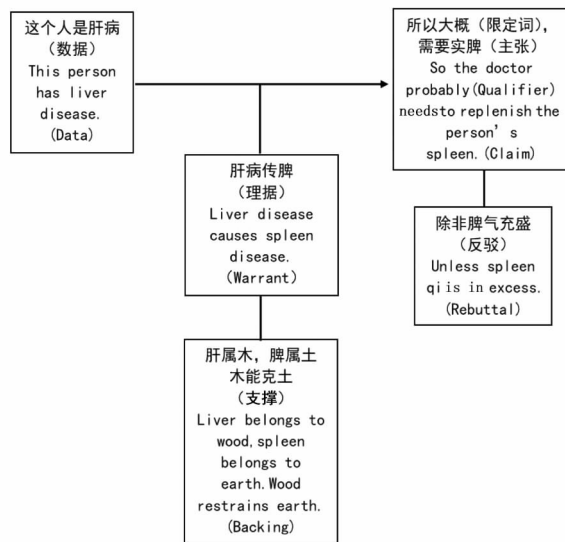 这个人是肝病
（数据）
This person
has liver
disease.
(Data)
所以大概（限定词），
需要实脾（主张）
So the doctor
probably(Qualifier)
needsto replenish the
person's
spleen.(Claim)
肝病传脾
（理据）
Liver disease
causes spleen
disease.
(Warrant)
除非脾气充盛
（反驳）
Unless spleen
qi is in excess.
(Rebuttal)
肝属木，脾属土
木能克土
（支撑）
Liver belongs to
wood,spleen
belongs to
earth.Wood
restrains earth.
(Backing)